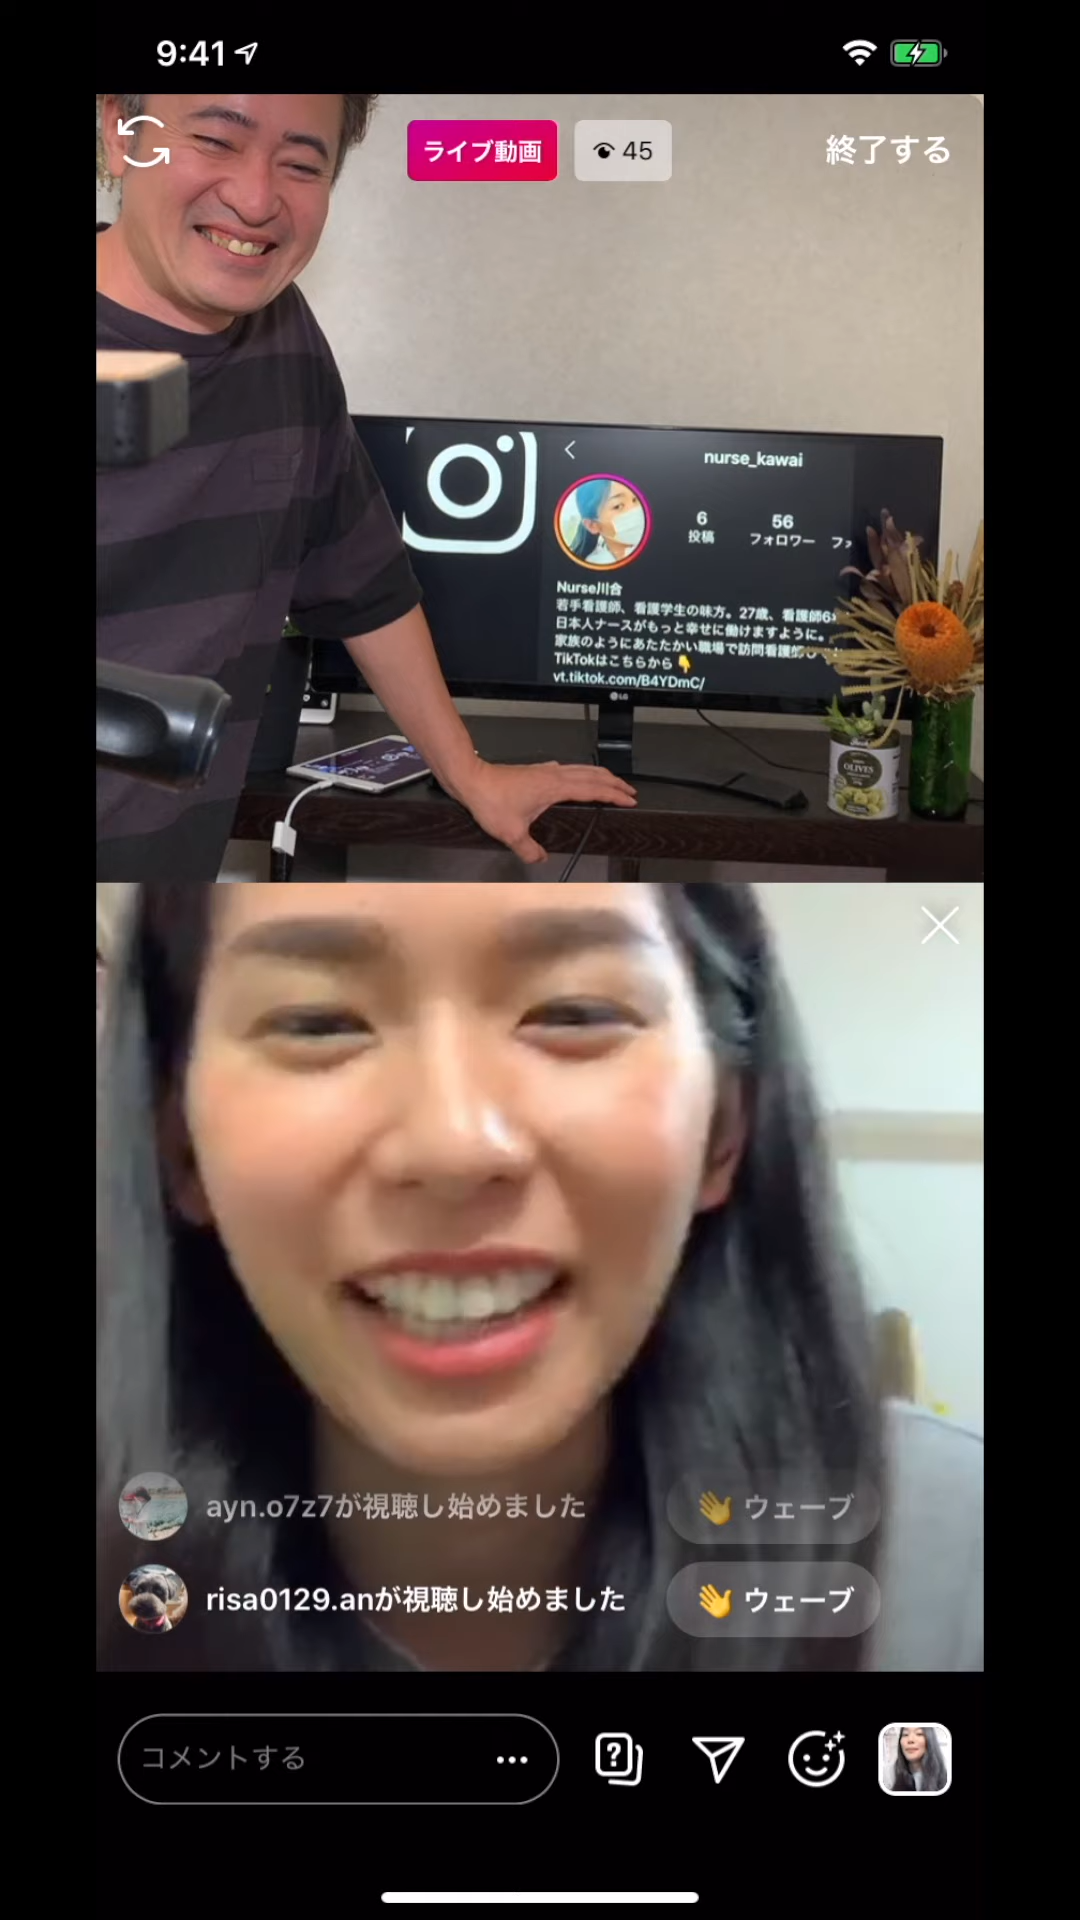 9:41
ライブ動画
45
終了する
nurse_kawai
6
56
投稿
フォロワー
フォ
Nurse川合
若手看護師、看護学生の味方。27歳、看護師6
日本人ナースがもっと幸せに働けますように。
家族のようにあたたかい職場で訪問看護師
TikTokはこちらから👇
vt.tiktok.com/B4YDmC/
LG
OLIVES
ayn.o7z7が視聴し始めました
👋 ウェーブ
risa0129.anが視聴し始めました
👋 ウェーブ
コメントする